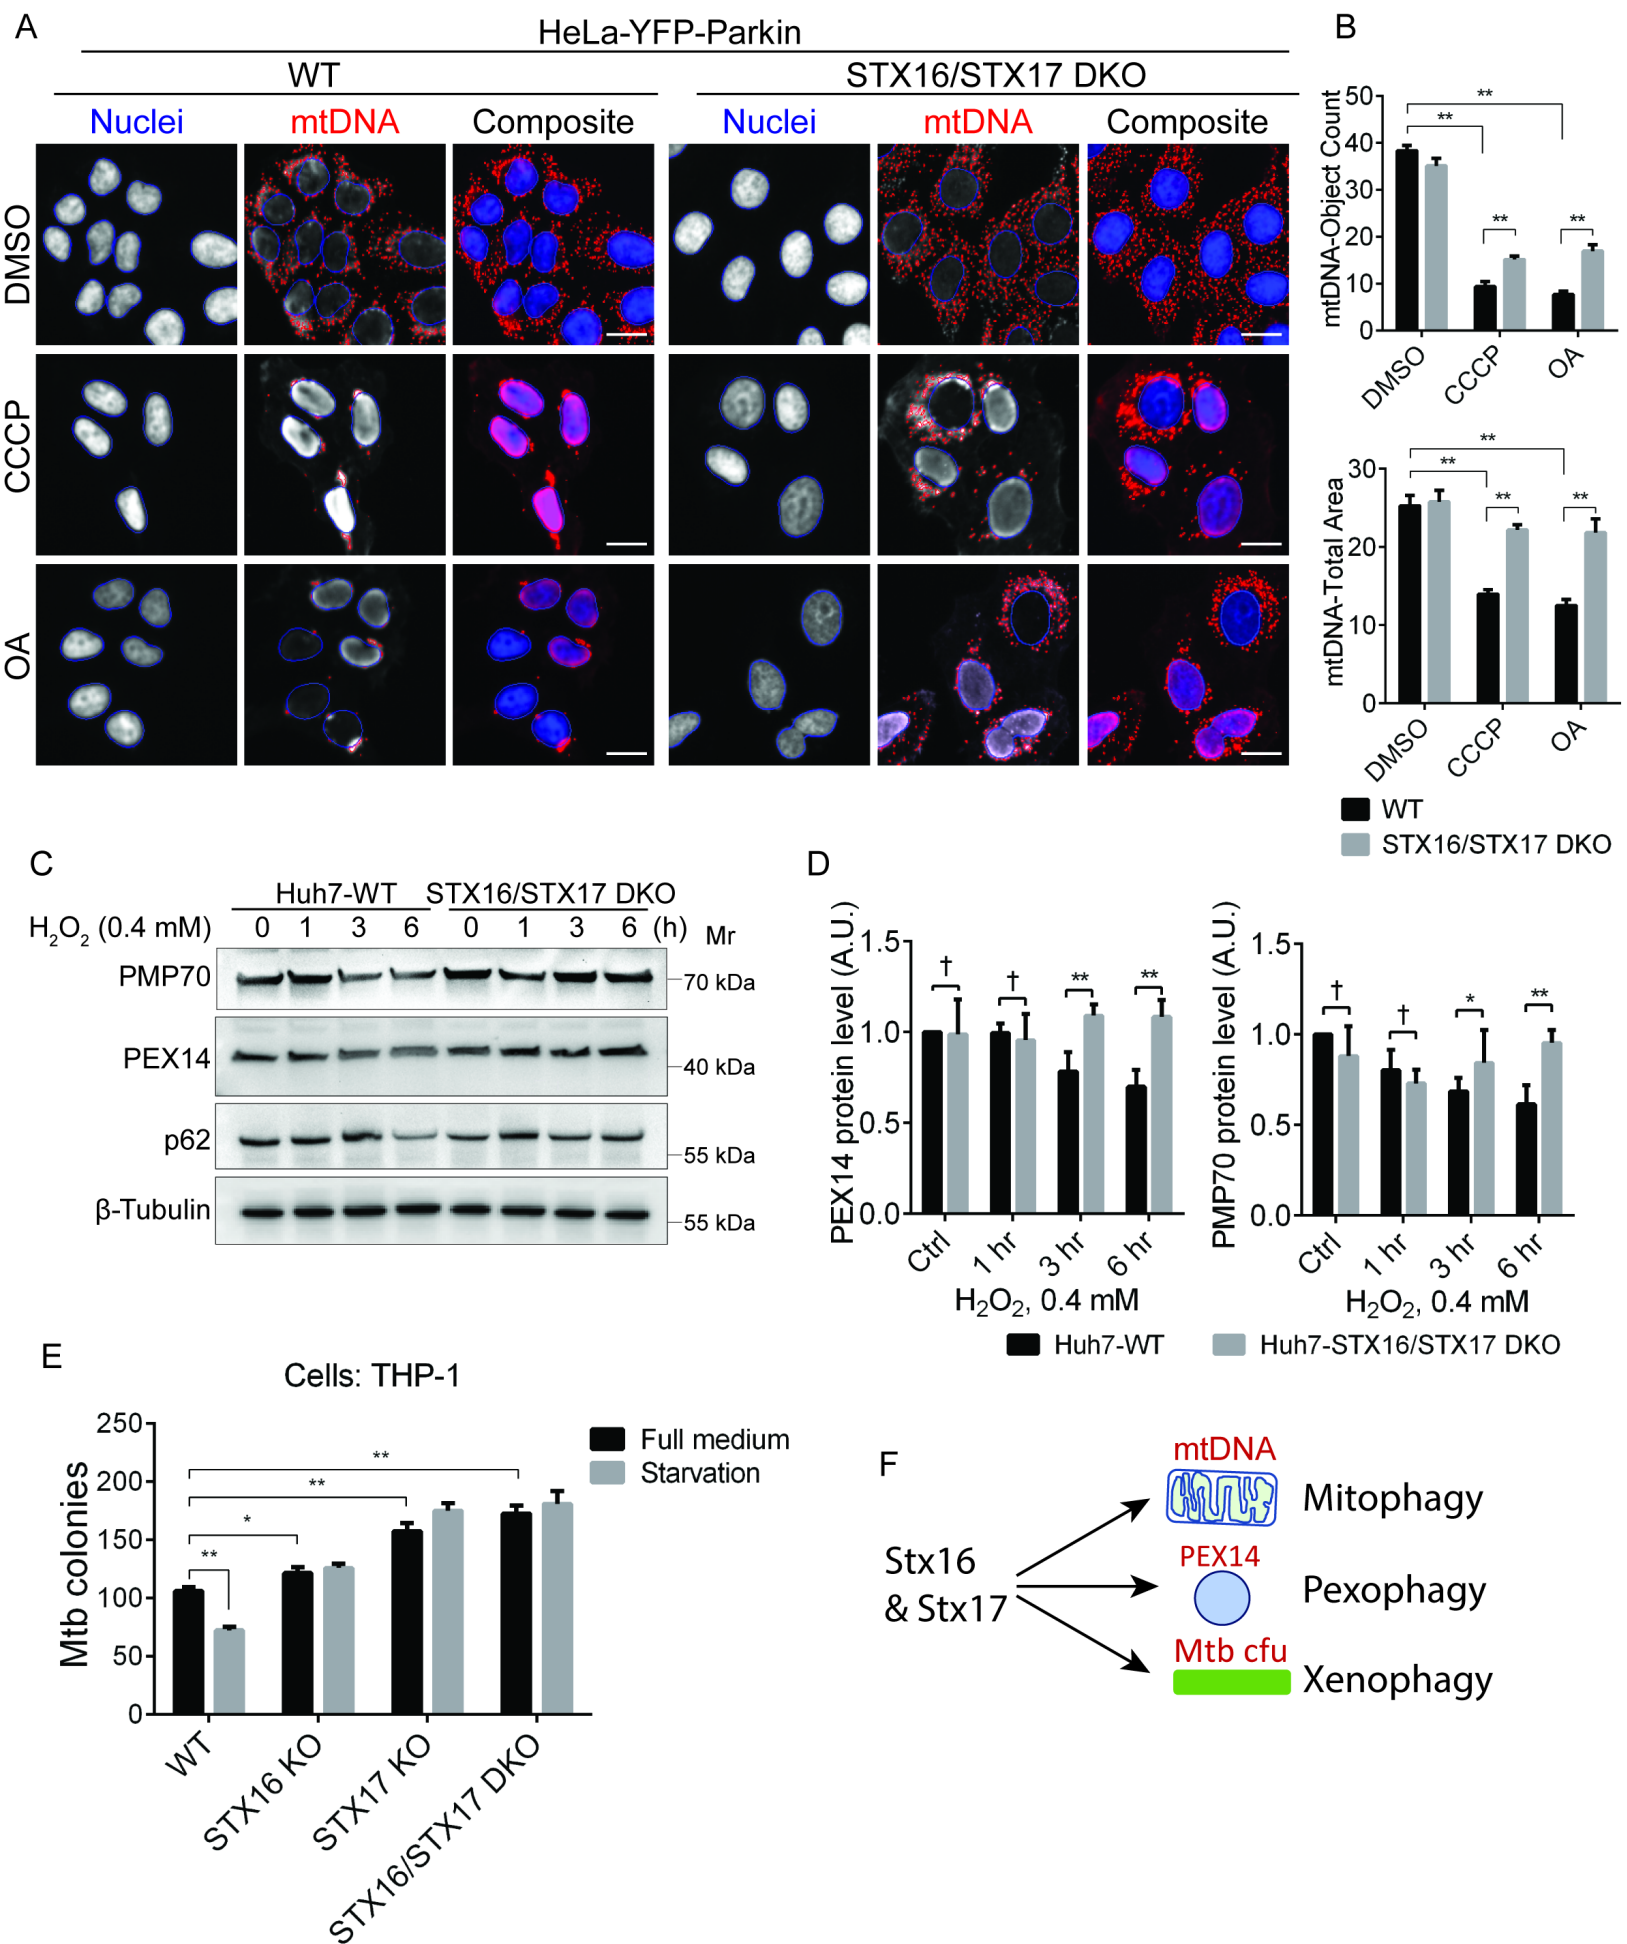 A
HeLa-YFP-Parkin
WT
STX16/STX17 DKO
Nuclei
mtDNA
Composite
Nuclei
mtDNA
Composite
DMSO
CCCP
OA
B
mtDNA-Object Count
50
40
30
20
10
0
**
**
**
**
DMSO
CCCP
OA
mtDNA-Total Area
30
20
10
0
**
**
**
**
DMSO
CCCP
OA
WT
STX16/STX17 DKO
C
Huh7-WT
STX16/STX17 DKO
H₂O₂ (0.4 mM)
0 1 3 6 0 1 3 6 (h)
Mr
PMP70
70 kDa
PEX14
40 kDa
p62
55 kDa
β-Tubulin
55 kDa
D
PEX14 protein level (A.U.)
1.5
1.0
0.5
0.0
†
†
**
**
Ctrl
1 hr
3 hr
6 hr
H₂O₂, 0.4 mM
PMP70 protein level (A.U.)
1.5
1.0
0.5
0.0
†
†
*
**
Ctrl
1 hr
3 hr
6 hr
H₂O₂, 0.4 mM
Huh7-WT
Huh7-STX16/STX17 DKO
E
Cells: THP-1
Mtb colonies
250
200
150
100
50
0
**
**
*
**
Full medium
Starvation
WT
STX16 KO
STX17 KO
STX16/STX17 DKO
F
Stx16
& Stx17
mtDNA
Mitophagy
PEX14
Pexophagy
Mtb cfu
Xenophagy